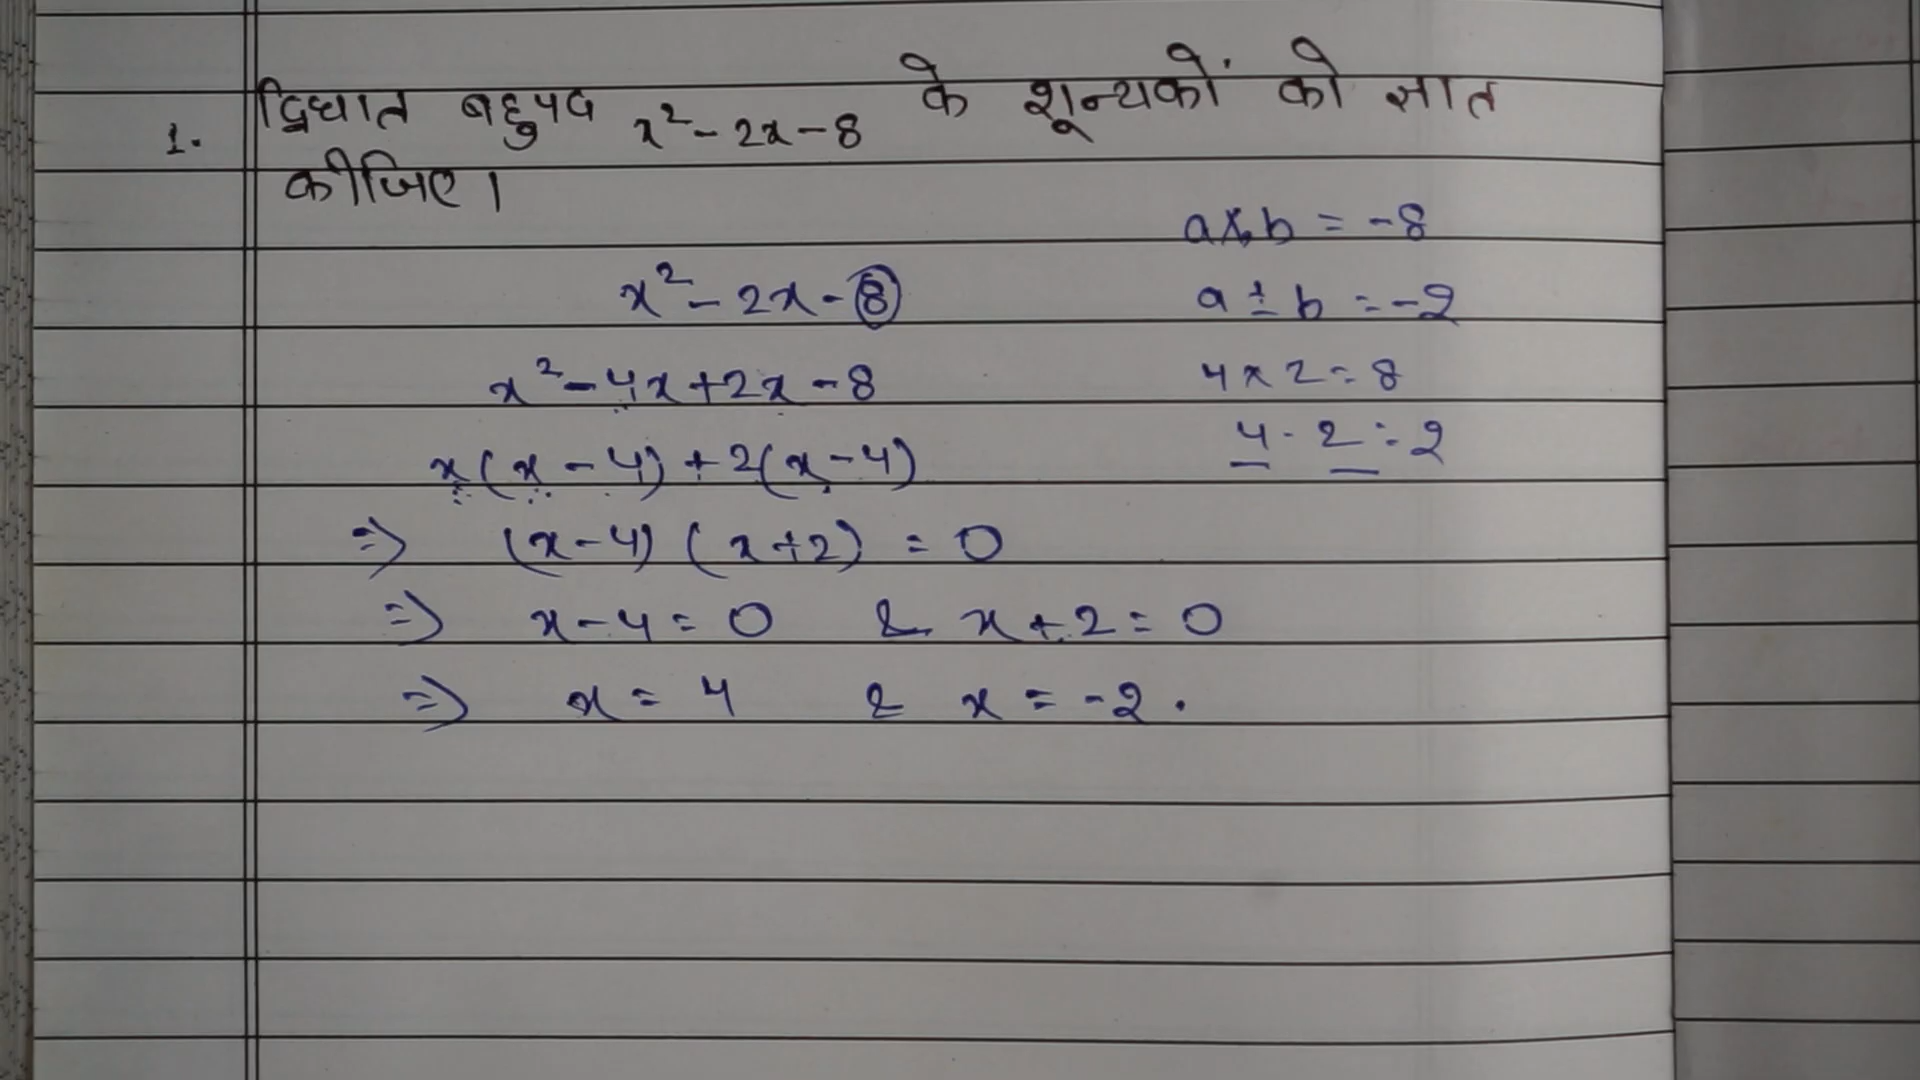 1. द्विघात बहुपद x² - 2x - 8 के शून्यकों को ज्ञात
कीजिए।
a x b = -8
x² - 2x - 8
a ± b = -2
x² - 4x + 2x - 8
4 x 2 = 8
x(x - 4) + 2(x - 4)
4 - 2 = 2
⇒ (x - 4) (x + 2) = 0
⇒ x - 4 = 0 & x + 2 = 0
⇒ x = 4 & x = -2.